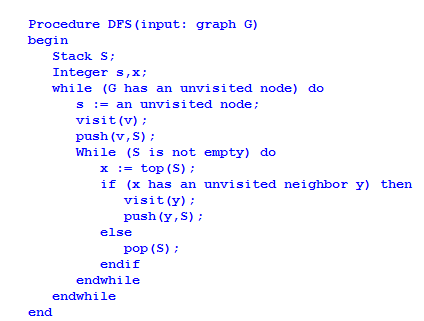 Procedure DFS(input: graph G)
begin
   Stack S;
   Integer s,x;
   while (G has an unvisited node) do
      s := an unvisited node;
      visit(v);
      push(v,S);
      While (S is not empty) do
         x := top(S);
         if (x has an unvisited neighbor y) then
            visit(y);
            push(y,S);
         else
            pop(S);
         endif
      endwhile
   endwhile
end